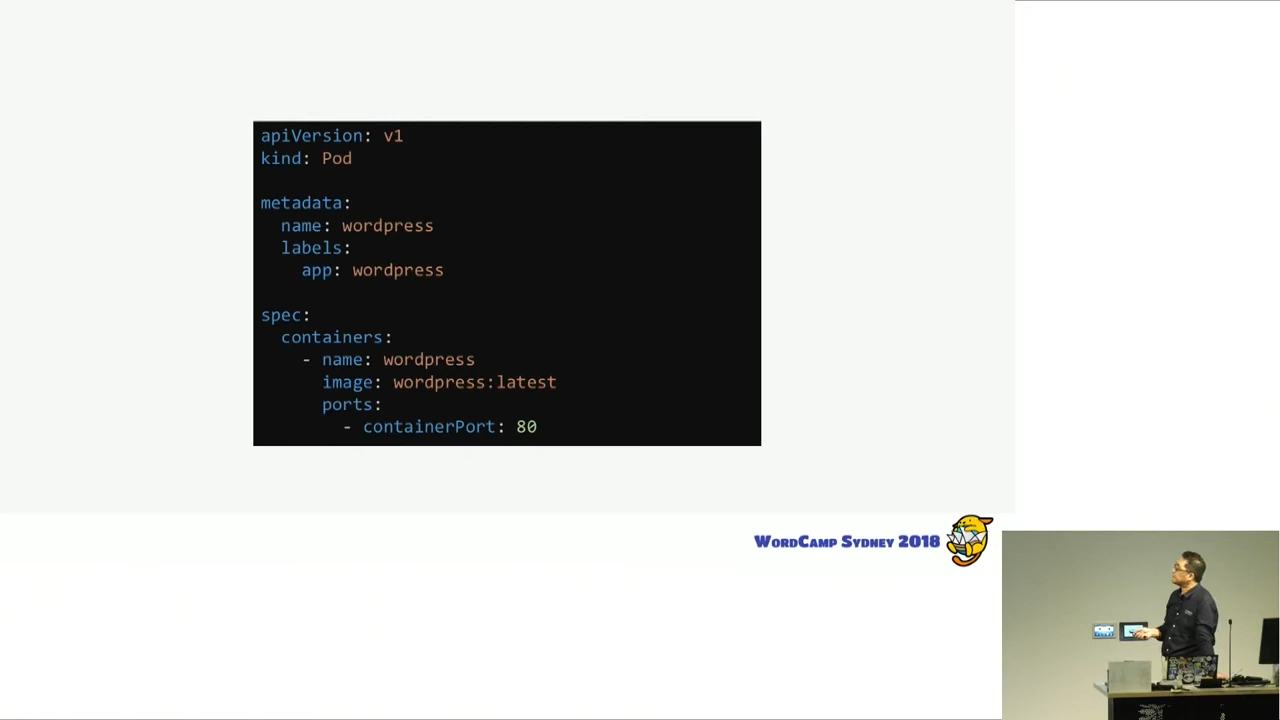 apiVersion: v1
kind: Pod
metadata:
name: wordpress
labels:
app: wordpress
spec:
containers:
- name: wordpress
image: wordpress:latest
ports:
- containerPort: 80
WordCamp Sydney 2018